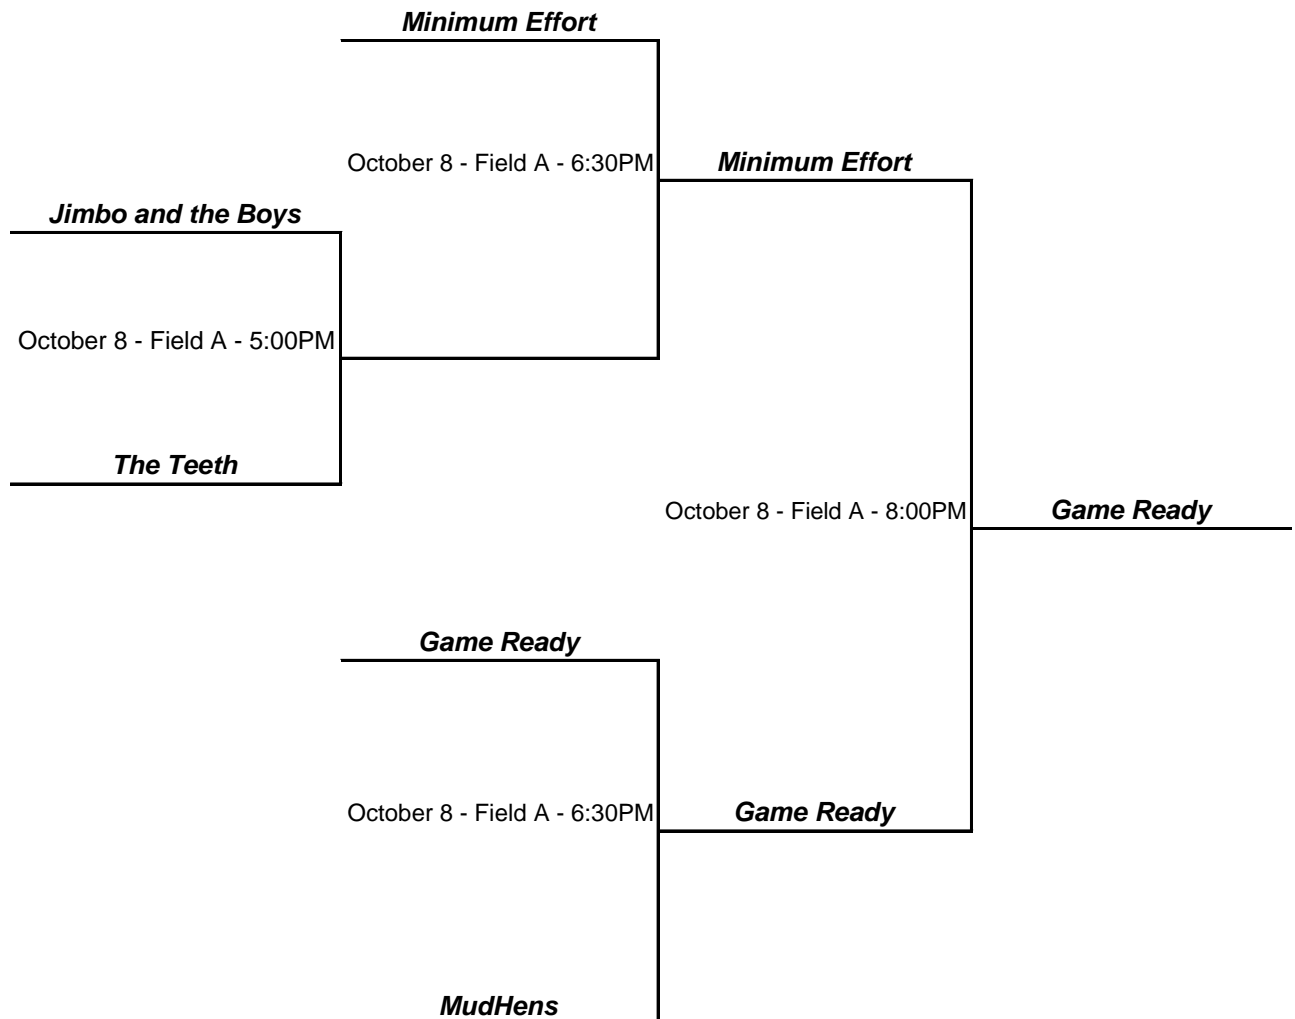 Minimum Effort
October 8 - Field A - 6:30PM
Minimum Effort
Jimbo and the Boys
October 8 - Field A - 5:00PM
The Teeth
October 8 - Field A - 8:00PM
Game Ready
Game Ready
October 8 - Field A - 6:30PM
Game Ready
MudHens